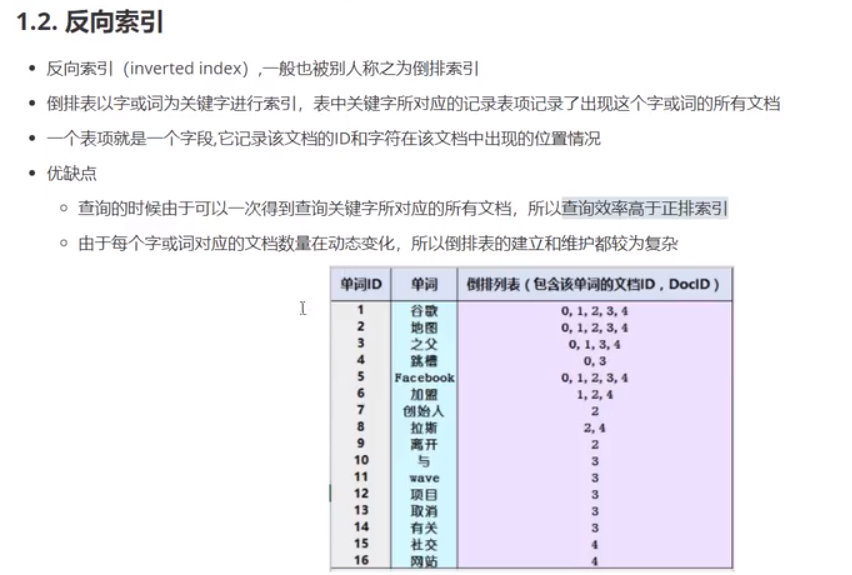 1.2. 反向索引
反向索引（inverted index）,一般也被别人称之为倒排索引
倒排表以字或词为关键字进行索引，表中关键字所对应的记录表项记录了出现这个字或词的所有文档
一个表项就是一个字段,它记录该文档的ID和字符在该文档中出现的位置情况
优缺点
查询的时候由于可以一次得到查询关键字所对应的所有文档，所以查询效率高于正排索引
由于每个字或词对应的文档数量在动态变化，所以倒排表的建立和维护都较为复杂
单词ID 单词 倒排列表（包含该单词的文档ID，DocID）
1 谷歌 0, 1, 2, 3, 4
2 地图 0, 1, 2, 3, 4
3 之父 0, 1, 3, 4
4 跳槽 0, 3
5 Facebook 0, 1, 2, 3, 4
6 加盟 1, 2, 4
7 创始人 2
8 拉斯 2, 4
9 离开 2
10 与 3
11 wave 3
12 项目 3
13 取消 3
14 有关 3
15 社交 4
16 网站 4